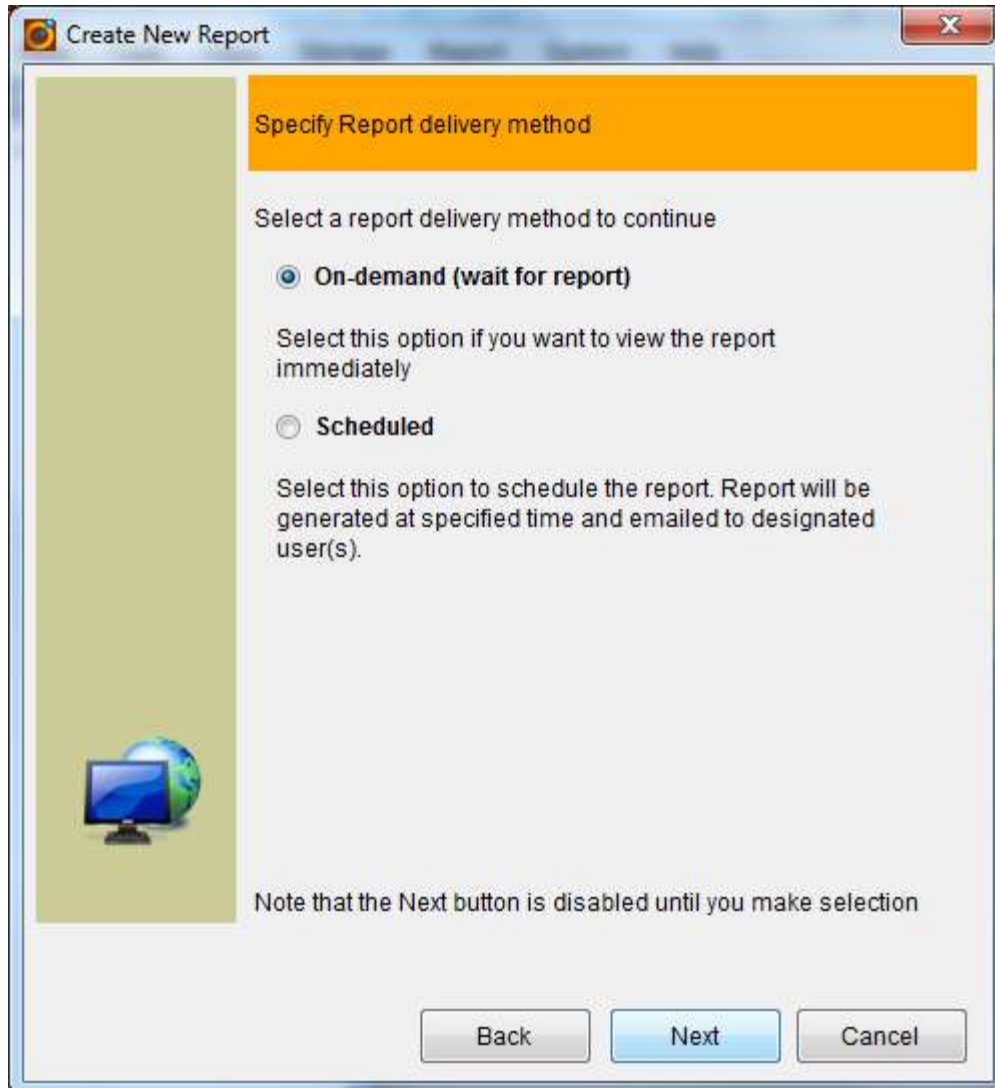 Create New Report
Specify Report delivery method
Select a report delivery method to continue
On-demand (wait for report)
Select this option if you want to view the report
immediately
Scheduled
Select this option to schedule the report. Report will be
generated at specified time and emailed to designated
user(s).
Note that the Next button is disabled until you make selection
Back Next Cancel